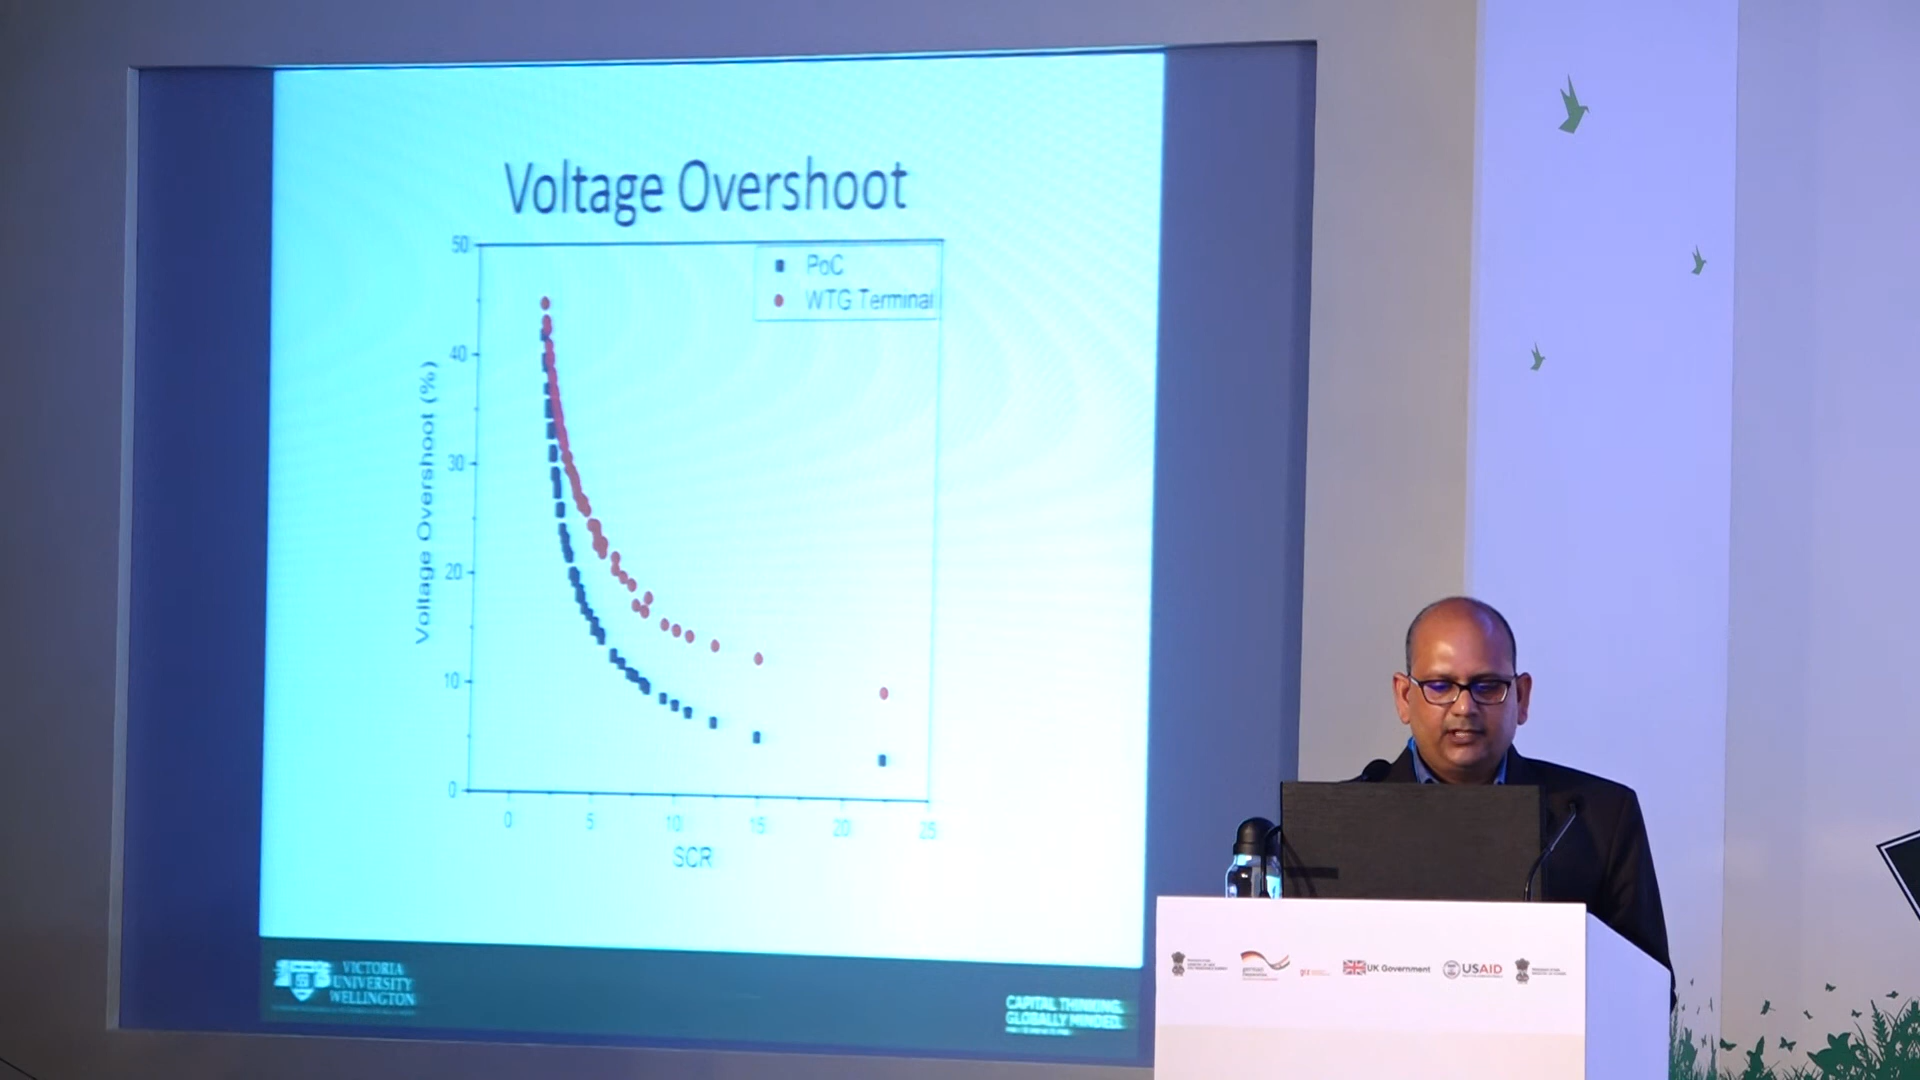 Voltage Overshoot
50
PoC
WTG Terminal
40
30
20
10
0
Voltage Overshoot (%)
0 5 10 15 20 25
SCR
VICTORIA
UNIVERSITY
WELLINGTON
CAPITAL THINKING.
GLOBALLY MINDED.
giz
UK Government
USAID